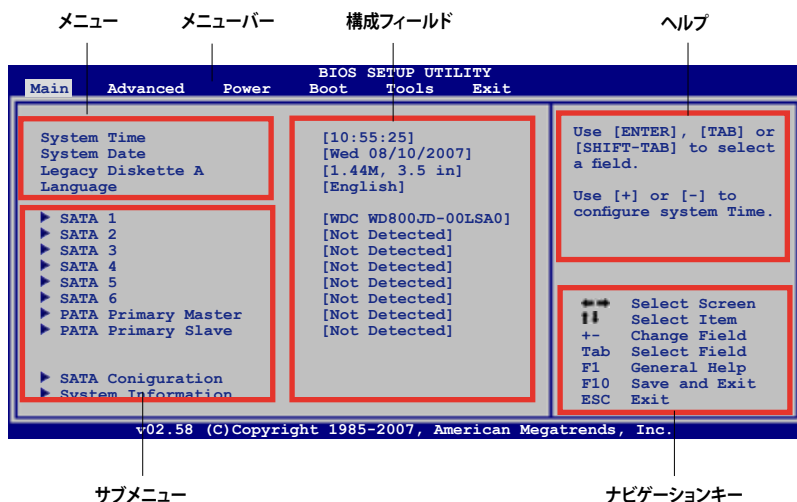 メニュー メニューバー 構成フィールド ヘルプ
BIOS SETUP UTILITY
Main Advanced Power Boot Tools Exit
System Time [10:55:25]
System Date [Wed 08/10/2007]
Legacy Diskette A [1.44M, 3.5 in]
Language [English]
SATA 1 [WDC WD800JD-00LSA0]
SATA 2 [Not Detected]
SATA 3 [Not Detected]
SATA 4 [Not Detected]
SATA 5 [Not Detected]
SATA 6 [Not Detected]
PATA Primary Master [Not Detected]
PATA Primary Slave [Not Detected]
SATA Coniguration
System Information
Use [ENTER], [TAB] or
[SHIFT-TAB] to select
a field.
Use [+] or [-] to
configure system Time.
Select Screen
Select Item
+- Change Field
Tab Select Field
F1 General Help
F10 Save and Exit
ESC Exit
v02.58 (C)Copyright 1985-2007, American Megatrends, Inc.
サブメニュー ナビゲーションキー